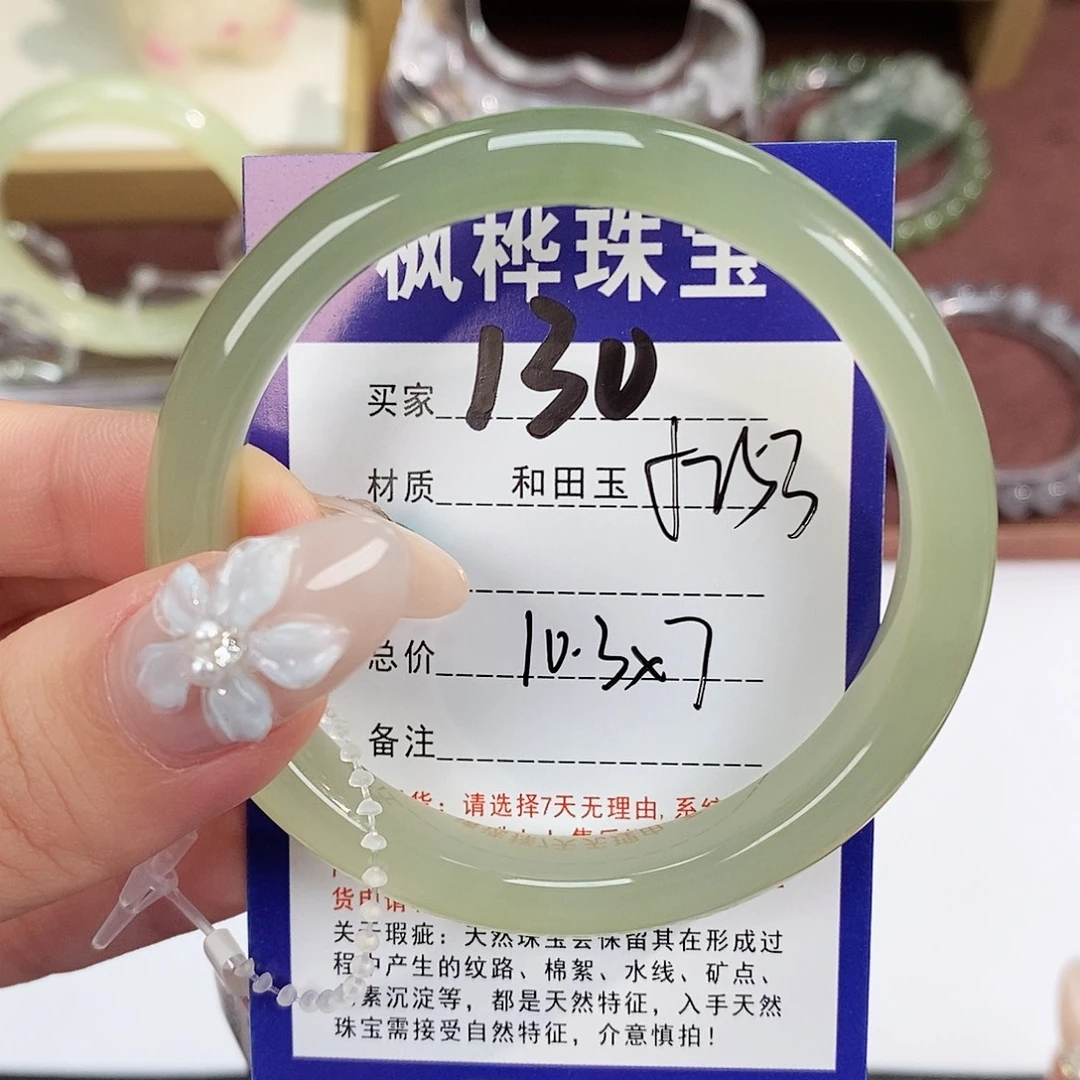 枫桦珠宝
买家 130
材质 和田玉
总价 10.3x7
备注
货：请选择7天无理由，系统
关于瑕疵：天然珠宝会保留其在形成过
程中产生的纹路、棉絮、水线、矿点、
素沉淀等，都是天然特征，入手天然
珠宝需接受自然特征，介意慎拍！